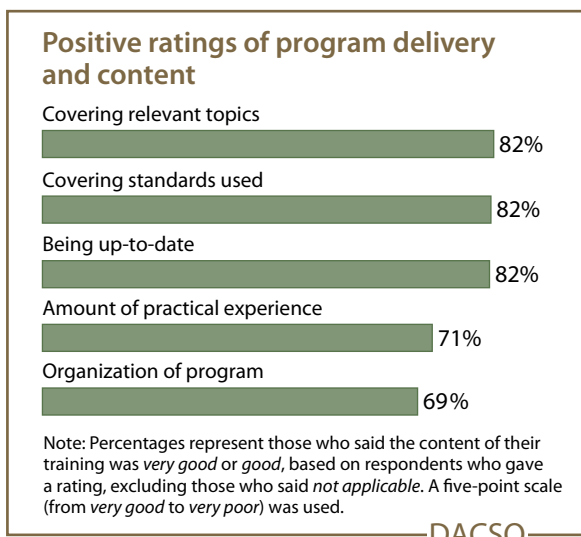 Positive ratings of program delivery
and content
Covering relevant topics
82%
Covering standards used
82%
Being up-to-date
82%
Amount of practical experience
71%
Organization of program
69%
Note: Percentages represent those who said the content of their
training was very good or good, based on respondents who gave
a rating, excluding those who said not applicable. A five-point scale
(from very good to very poor) was used.
DACSO